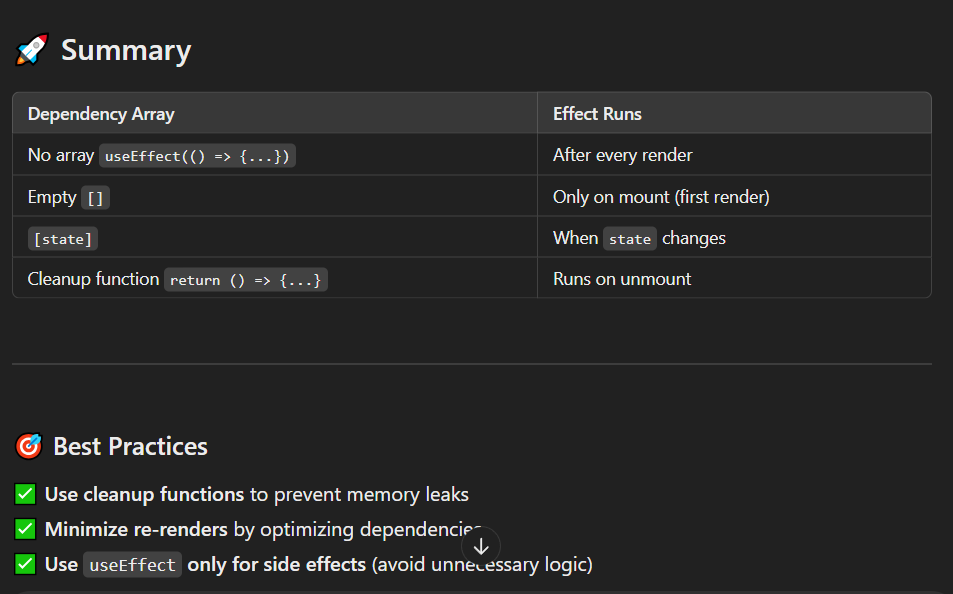 🚀 Summary
Dependency Array Effect Runs
No array useEffect(() => {...}) After every render
Empty [] Only on mount (first render)
[state] When state changes
Cleanup function return () => {...} Runs on unmount
🎯 Best Practices
✅ Use cleanup functions to prevent memory leaks
✅ Minimize re-renders by optimizing dependencies
✅ Use useEffect only for side effects (avoid unnecessary logic)